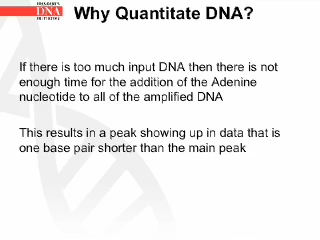 PRESIDENT'S
DNA
INITIATIVE
Why Quantitate DNA?
If there is too much input DNA then there is not
enough time for the addition of the Adenine
nucleotide to all of the amplified DNA
This results in a peak showing up in data that is
one base pair shorter than the main peak